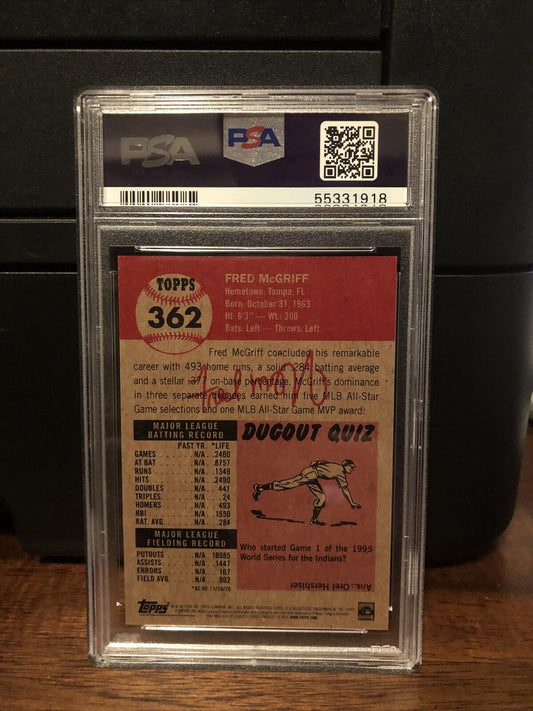 PSA
PSA
55331918
TOPPS
362
FRED McGRIFF
Hometown: Tampa, FL
Born: October 31, 1963
Ht: 6'3" — Wt: 200
Bats: Left — Throws: Left
Fred McGriff concluded his remarkable
career with 493 home runs, a solid .284 batting average
and a stellar .377 on-base percentage. McGriff's dominance
in three separate decades earned him five MLB All-Star
Game selections and one MLB All-Star Game MVP award.
MAJOR LEAGUE
BATTING RECORD
PAST YR. *LIFE
GAMES N/A .2460
AT BAT N/A .8757
RUNS N/A .1349
HITS N/A .2490
DOUBLES N/A .. 441
TRIPLES N/A .... 24
HOMERS N/A .. 493
RBI N/A .1550
BAT. AVG. N/A .284
MAJOR LEAGUE
FIELDING RECORD
PUTOUTS N/A 18985
ASSISTS N/A .1447
ERRORS N/A .. 167
FIELD AVG. N/A .992
*AS OF 11/10/20
DUGOUT QUIZ
Who started Game 1 of the 1995
World Series for the Indians?
Ans.: Orel Hershiser
Topps